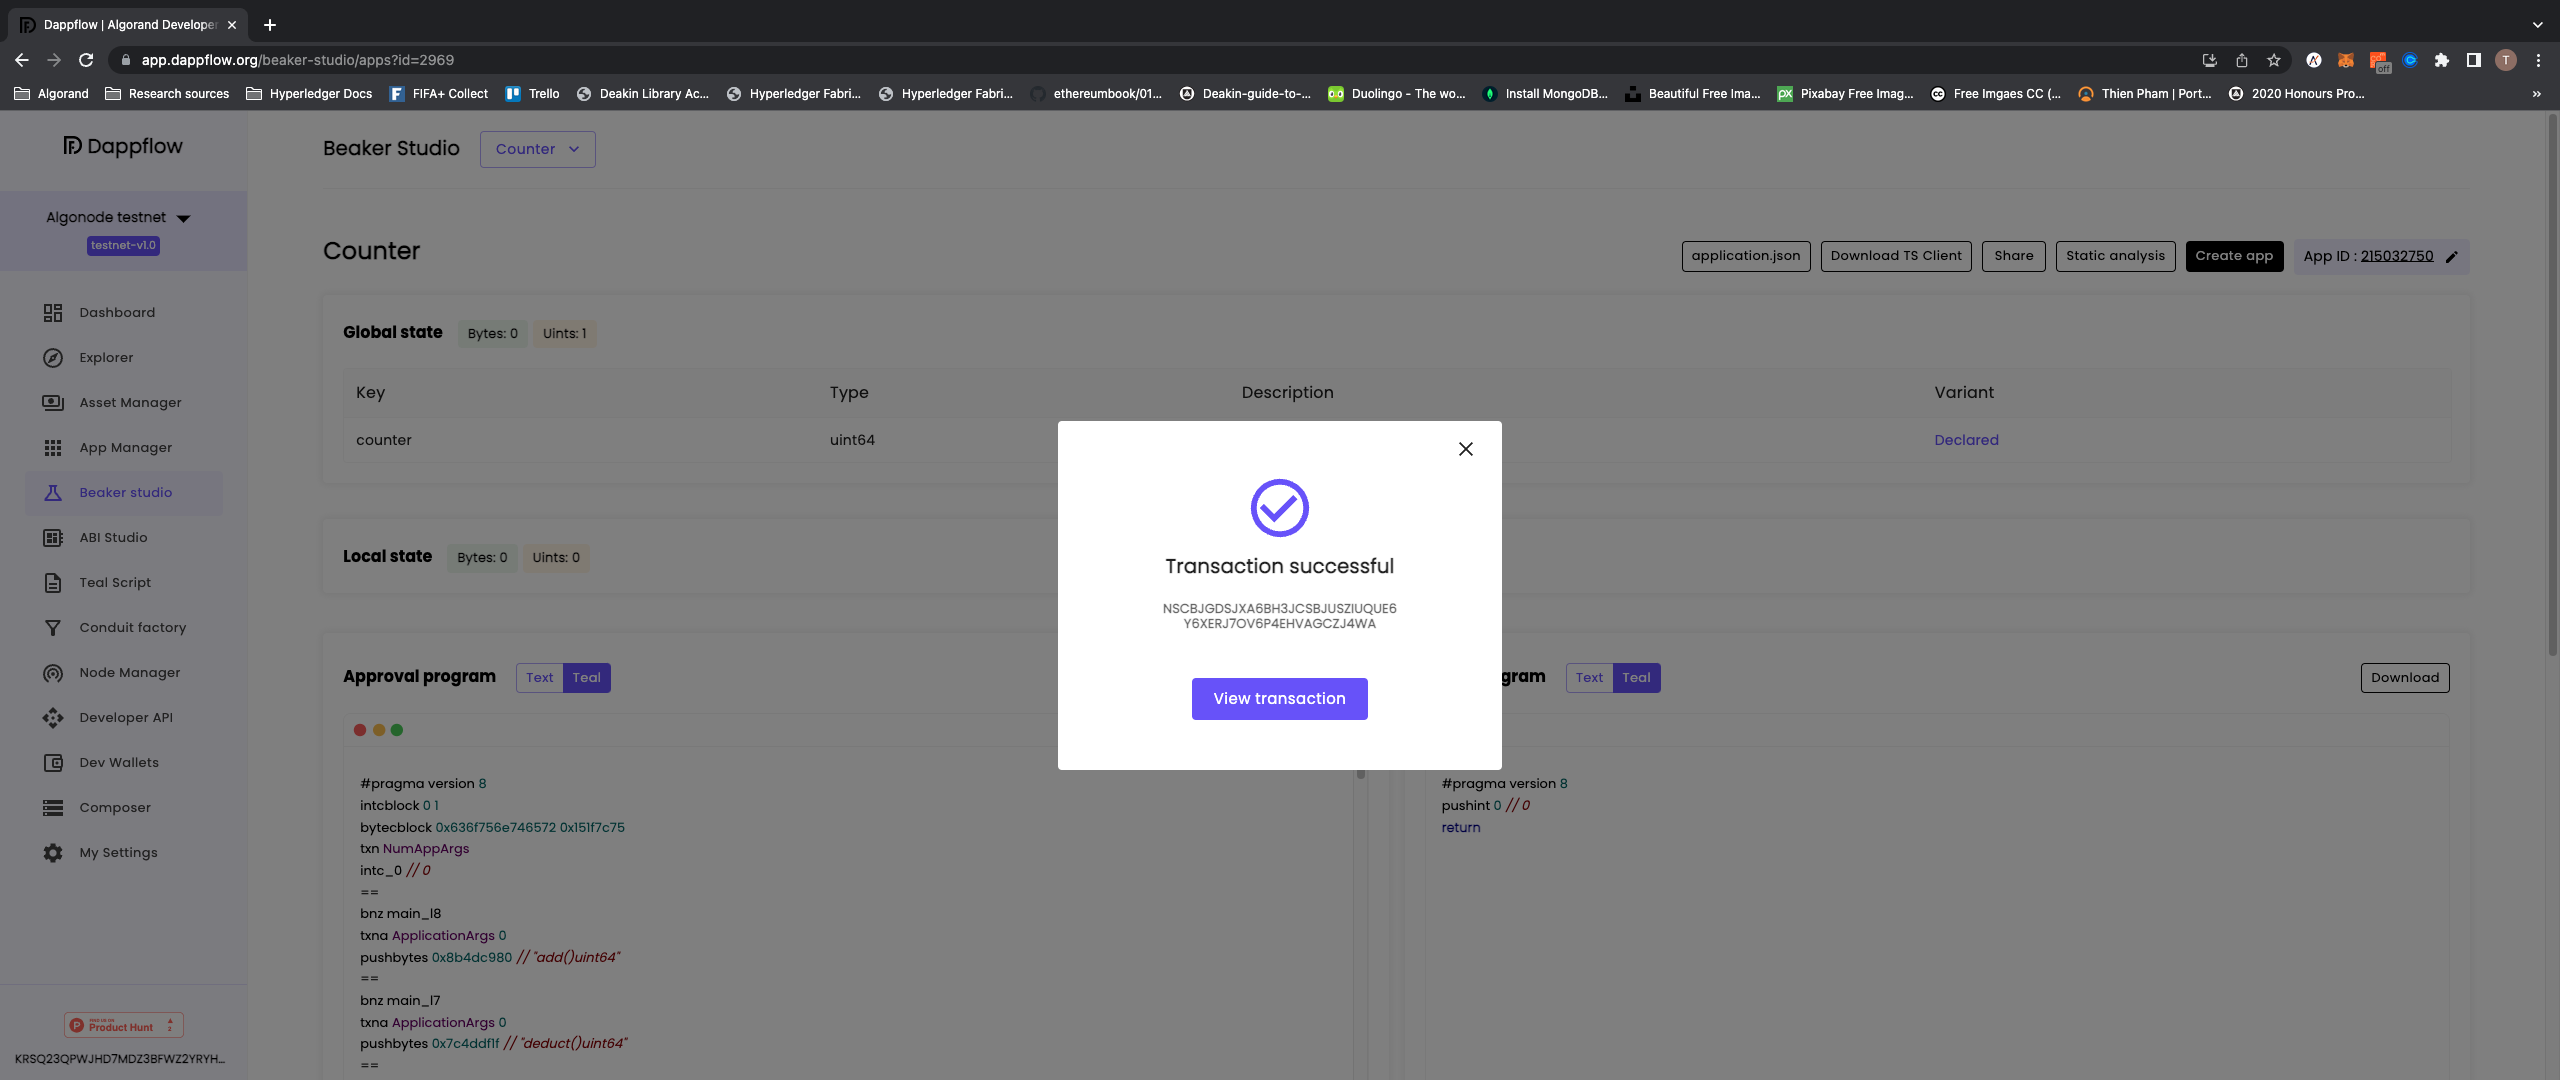 Dappflow | Algorand Developer
app.dappflow.org/beaker-studio/apps?id=2969
off
T
Algorand
Research sources
Hyperledger Docs
FIFA+ Collect
Trello
Deakin Library Ac...
Hyperledger Fabri...
Hyperledger Fabri...
ethereumbook/01...
Deakin-guide-to-...
Duolingo - The wo...
Install MongoDB...
Beautiful Free Ima...
Pixabay Free Imag...
Free Imgaes CC (...
Thien Pham | Port...
2020 Honours Pro...
»
Dappflow
Algonode testnet
testnet-v1.0
Dashboard
Explorer
Asset Manager
App Manager
Beaker studio
ABI Studio
Teal Script
Conduit factory
Node Manager
Developer API
Dev Wallets
Composer
My Settings
FIND US ON
Product Hunt
2
KRSQ23QPWJHD7MDZ3BFWZ2YRYH...
Beaker Studio
Counter
Counter
application.json
Download TS Client
Share
Static analysis
Create app
App ID : 215032750
Global state
Bytes: 0
Uints: 1
Key Type Description Variant
counter uint64 Declared
Local state
Bytes: 0
Uints: 0
Approval program
Text
Teal
#pragma version 8
intcblock 0 1
bytecblock 0x636f756e746572 0x151f7c75
txn NumAppArgs
intc_0 // 0
==
bnz main_l8
txna ApplicationArgs 0
pushbytes 0x8b4dc980 // "add()uint64"
==
bnz main_l7
txna ApplicationArgs 0
pushbytes 0x7c4ddf1f // "deduct()uint64"
==
gram
Text
Teal
Download
#pragma version 8
pushint 0 // 0
return
Transaction successful
NSCBJGDSJXA6BH3JCSBJUSZIUQUE6
Y6XERJ7OV6P4EHVAGCZJ4WA
View transaction